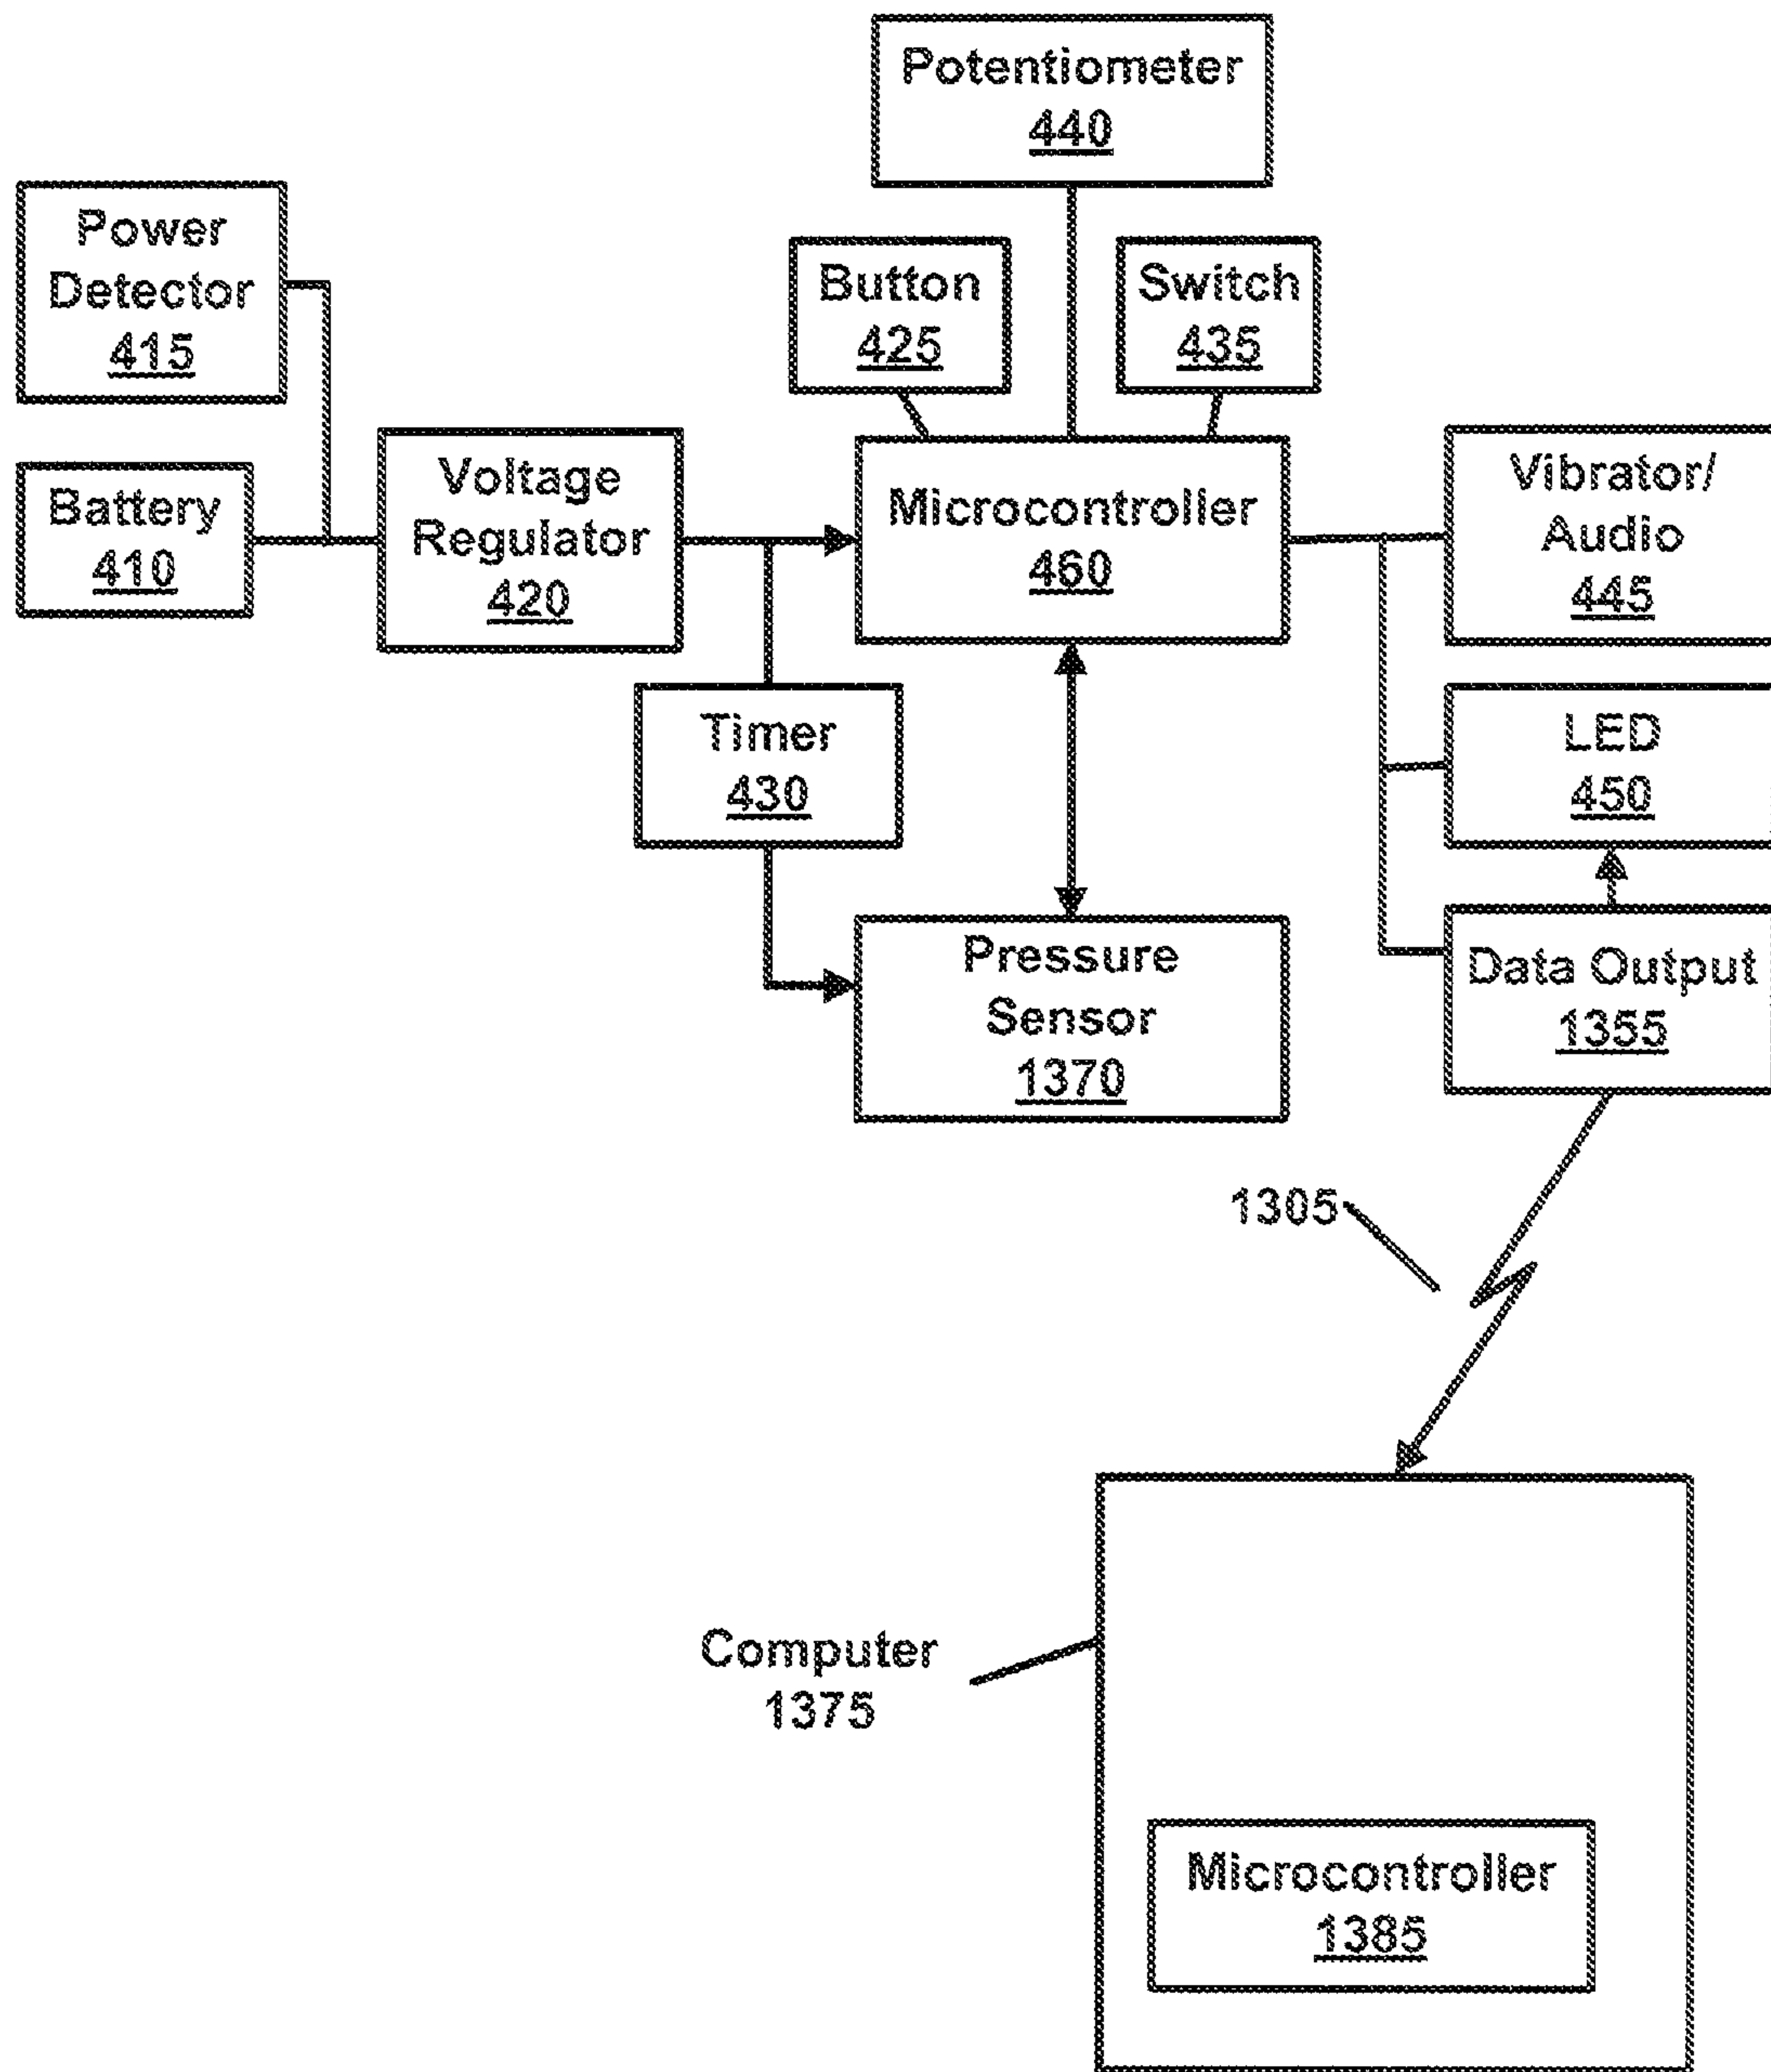 Potentiometer
440
Power
Detector
415
Button
425
Switch
435
Battery
410
Voltage
Regulator
420
Microcontroller
460
Vibrator/
Audio
445
Timer
430
LED
450
Pressure
Sensor
1370
Data Output
1355
1305
Computer
1375
Microcontroller
1385